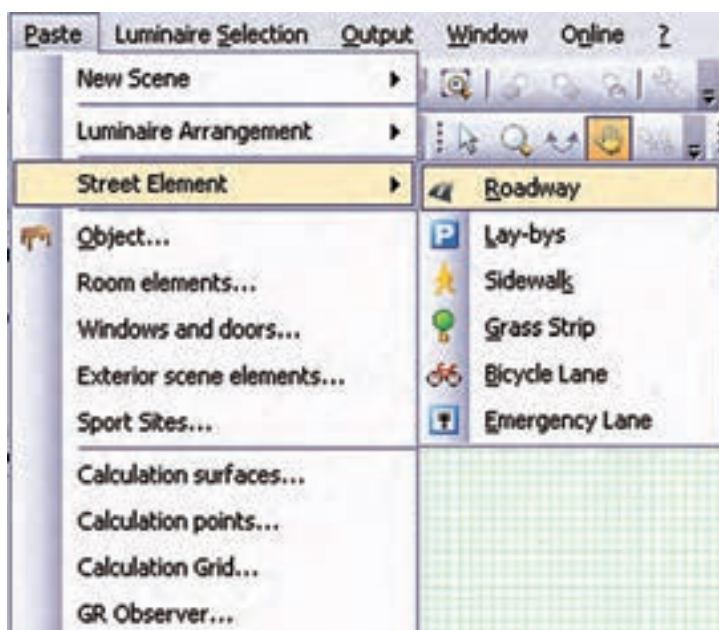 Paste Luminaire Selection Output Window Online ?
New Scene
Luminaire Arrangement
Street Element
Object...
Room elements...
Windows and doors...
Exterior scene elements...
Sport Sites...
Calculation surfaces...
Calculation points...
Calculation Grid...
GR Observer...
Roadway
P Lay-bys
Sidewalk
Grass Strip
Bicycle Lane
Emergency Lane